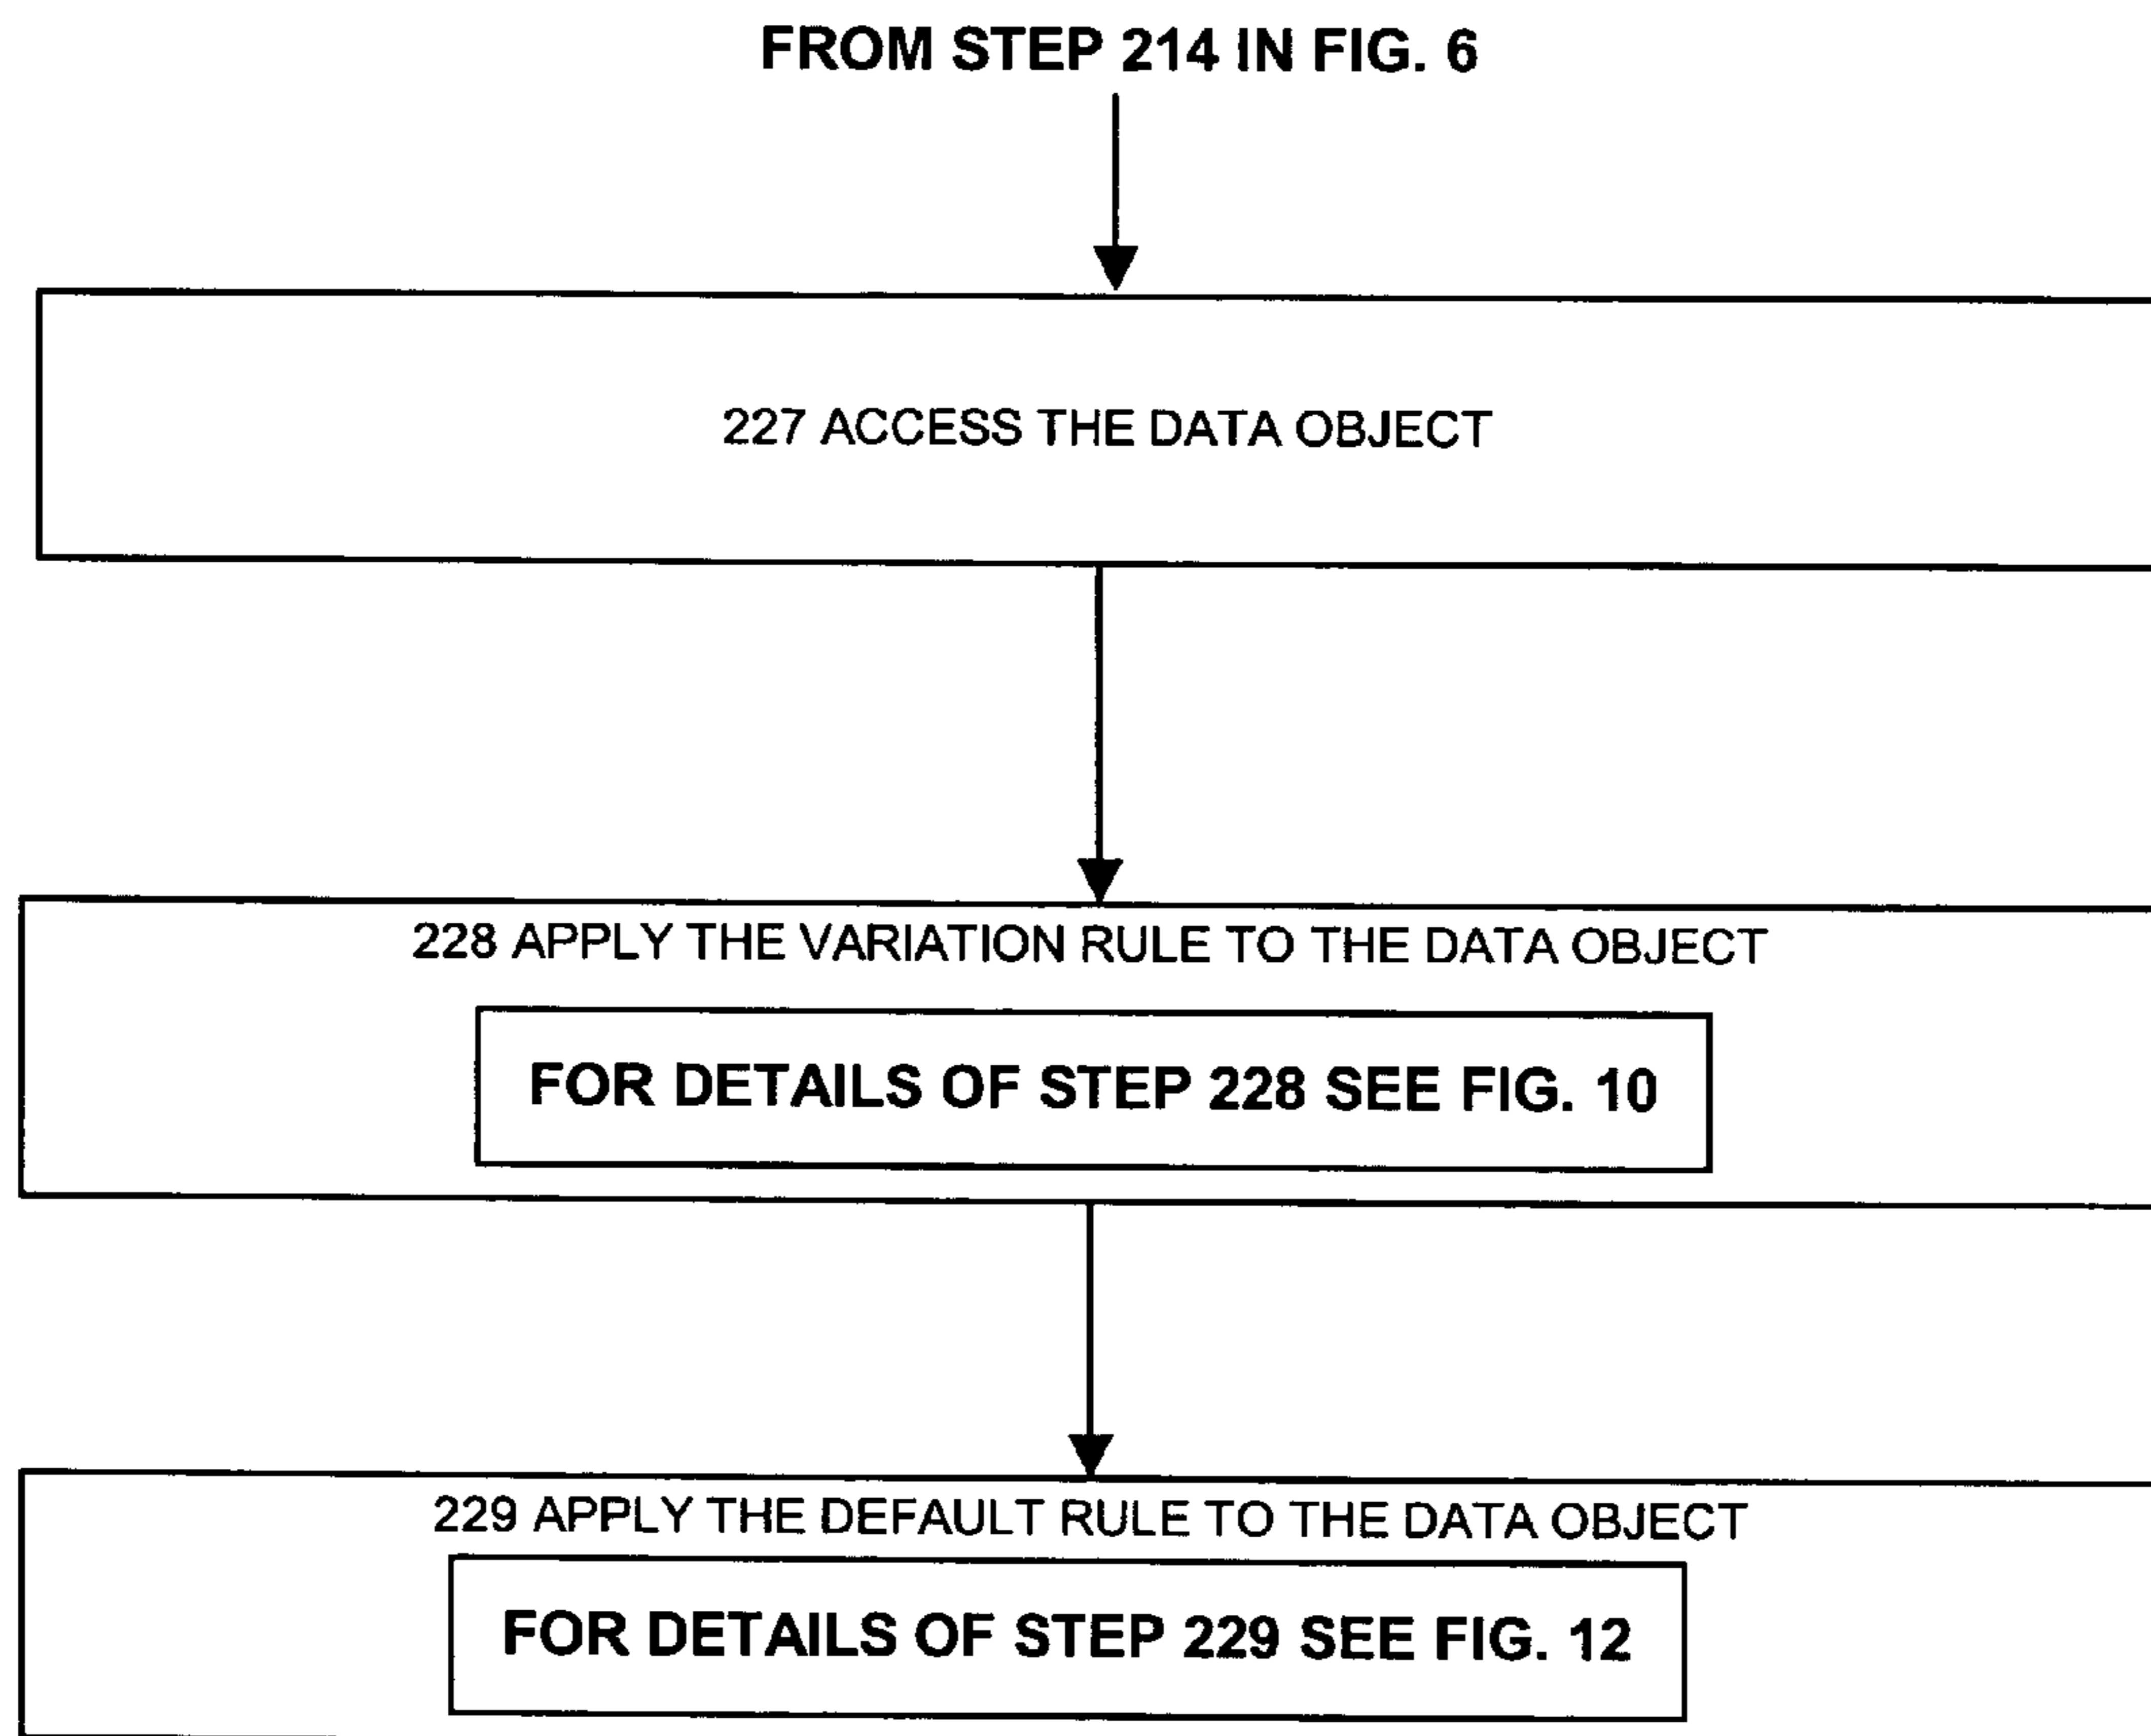 FROM STEP 214 IN FIG. 6
227 ACCESS THE DATA OBJECT
228 APPLY THE VARIATION RULE TO THE DATA OBJECT
FOR DETAILS OF STEP 228 SEE FIG. 10
229 APPLY THE DEFAULT RULE TO THE DATA OBJECT
FOR DETAILS OF STEP 229 SEE FIG. 12